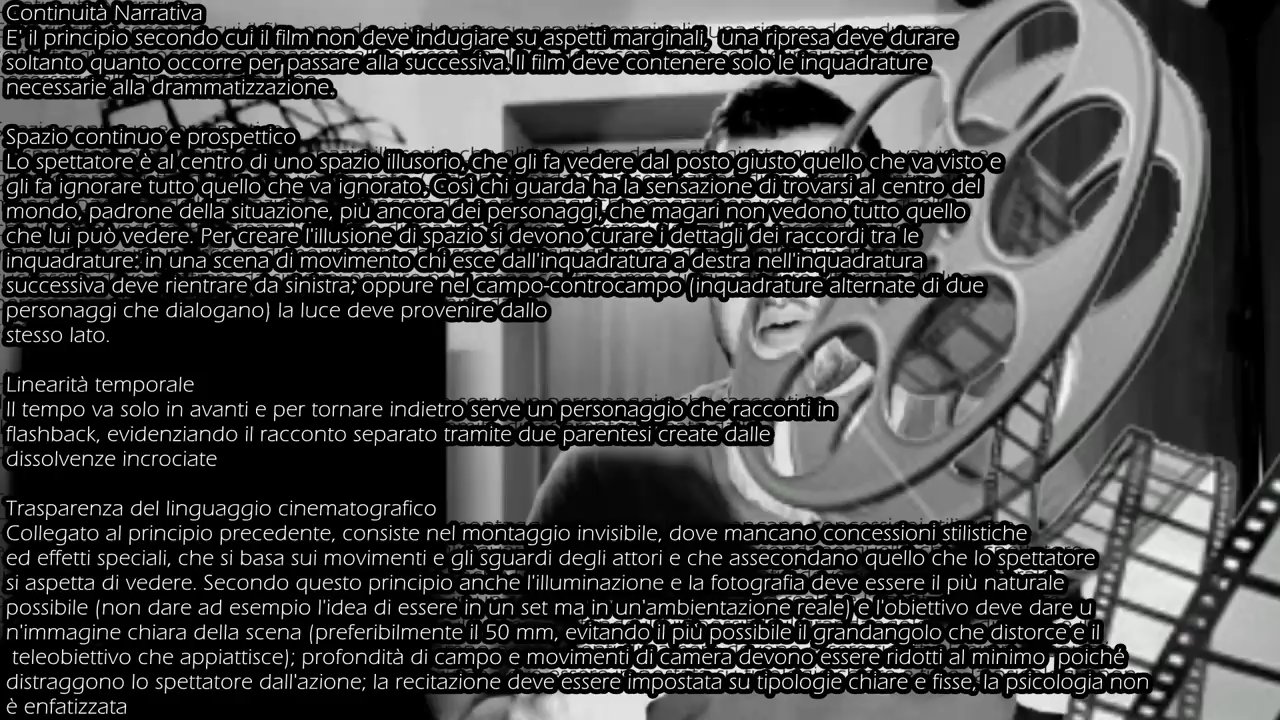 Continuità Narrativa
E' il principio secondo cui il film non deve indugiare su aspetti marginali, una ripresa deve durare
soltanto quanto occorre per passare alla successiva. Il film deve contenere solo le inquadrature
necessarie alla drammatizzazione.
Spazio continuo e prospettico
Lo spettatore è al centro di uno spazio illusorio, che gli fa vedere dal posto giusto quello che va visto e
gli fa ignorare tutto quello che va ignorato. Così chi guarda ha la sensazione di trovarsi al centro del
mondo, padrone della situazione, più ancora dei personaggi, che magari non vedono tutto quello
che lui può vedere. Per creare l'illusione di spazio si devono curare i dettagli dei raccordi tra le
inquadrature: in una scena di movimento chi esce dall'inquadratura a destra nell'inquadratura
successiva deve rientrare da sinistra; oppure nel campo-controcampo (inquadrature alternate di due
personaggi che dialogano) la luce deve provenire dallo
stesso lato.
Linearità temporale
Il tempo va solo in avanti e per tornare indietro serve un personaggio che racconti in
flashback, evidenziando il racconto separato tramite due parentesi create dalle
dissolvenze incrociate
Trasparenza del linguaggio cinematografico
Collegato al principio precedente, consiste nel montaggio invisibile, dove mancano concessioni stilistiche
ed effetti speciali, che si basa sui movimenti e gli sguardi degli attori e che assecondano quello che lo spettatore
si aspetta di vedere. Secondo questo principio anche l'illuminazione e la fotografia deve essere il più naturale
possibile (non dare ad esempio l'idea di essere in un set ma in un'ambientazione reale) e l'obiettivo deve dare u
n'immagine chiara della scena (preferibilmente il 50 mm, evitando il più possibile il grandangolo che distorce e il
teleobiettivo che appiattisce); profondità di campo e movimenti di camera devono essere ridotti al minimo poiché
distraggono lo spettatore dall'azione; la recitazione deve essere impostata su tipologie chiare e fisse, la psicologia non
è enfatizzata